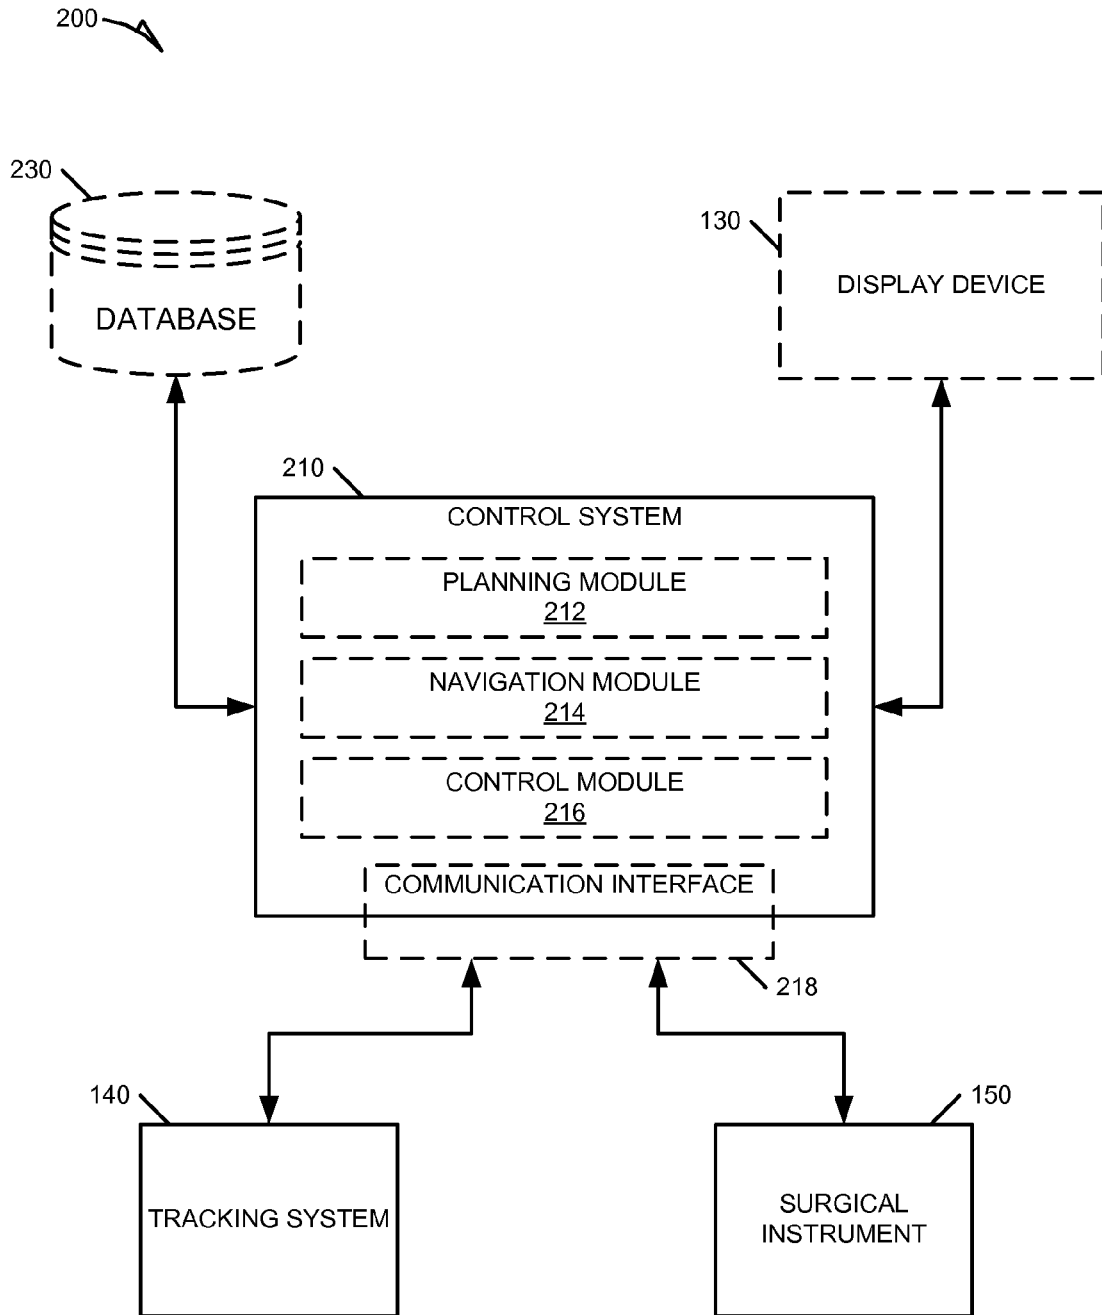 200
230
130
DATABASE
DISPLAY DEVICE
210
CONTROL SYSTEM
PLANNING MODULE
212
NAVIGATION MODULE
214
CONTROL MODULE
216
COMMUNICATION INTERFACE
218
140
150
TRACKING SYSTEM
SURGICAL
INSTRUMENT